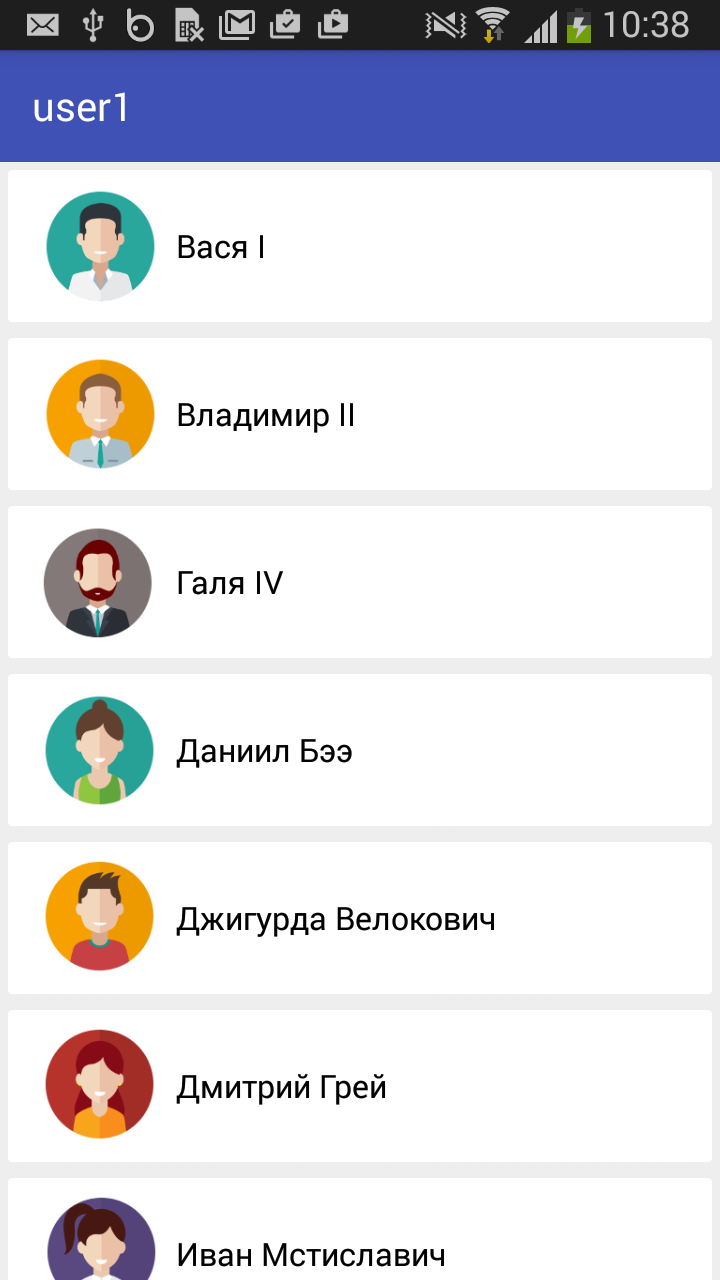 10:38
user1
Вася I
Владимир II
Галя IV
Даниил Бээ
Джигурда Велокович
Дмитрий Грей
Иван Мстиславич